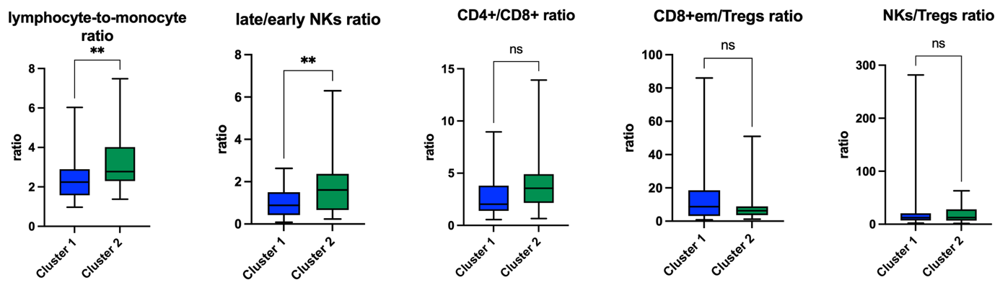 lymphocyte-to-monocyte
ratio
**
8
6
4
2
0
ratio
Cluster 1
Cluster 2
late/early NKs ratio
**
8
6
4
2
0
ratio
Cluster 1
Cluster 2
CD4+/CD8+ ratio
ns
15
10
5
0
ratio
Cluster 1
Cluster 2
CD8+em/Tregs ratio
ns
100
80
60
40
20
0
ratio
Cluster 1
Cluster 2
NKs/Tregs ratio
ns
300
200
100
0
ratio
Cluster 1
Cluster 2